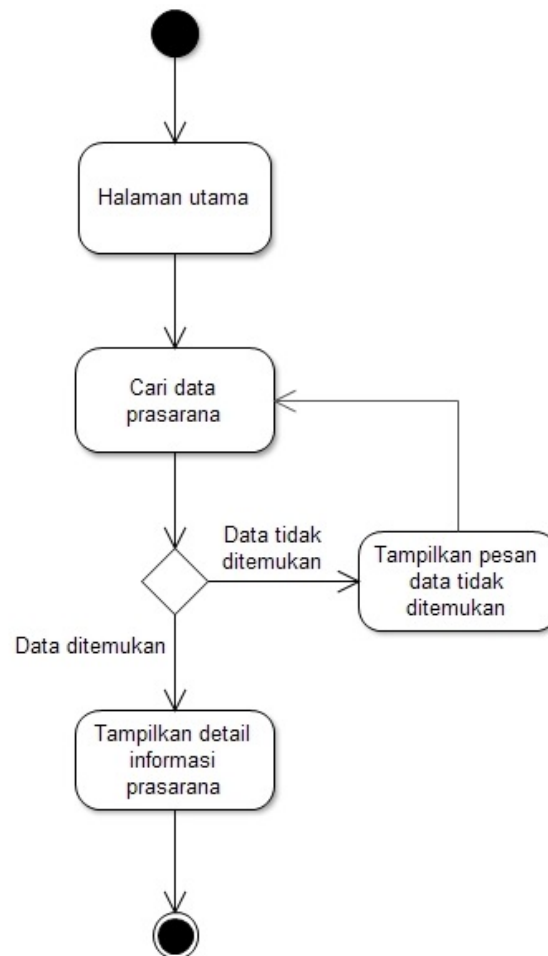 Halaman utama
Cari data
prasarana
Data tidak
ditemukan
Tampilkan pesan
data tidak
ditemukan
Data ditemukan
Tampilkan detail
informasi
prasarana